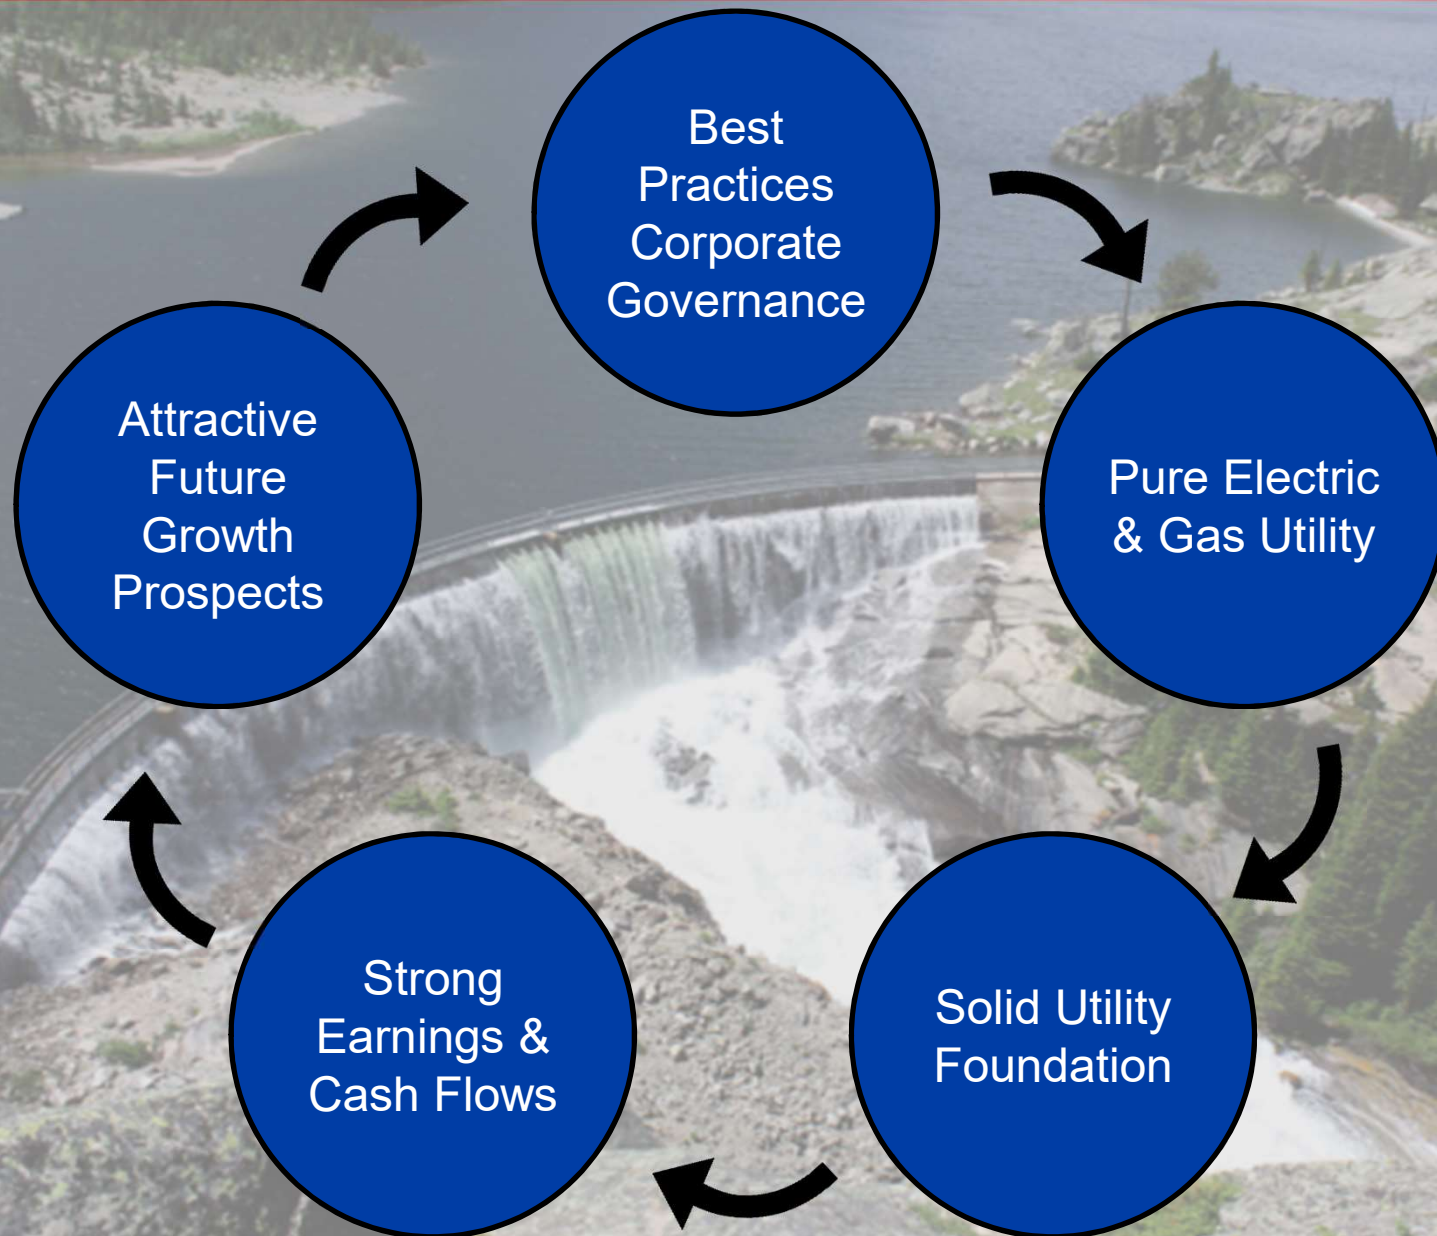 Best
Practices
Corporate
Governance
Attractive
Future
Growth
Prospects
Pure Electric
& Gas Utility
Strong
Earnings &
Cash Flows
Solid Utility
Foundation